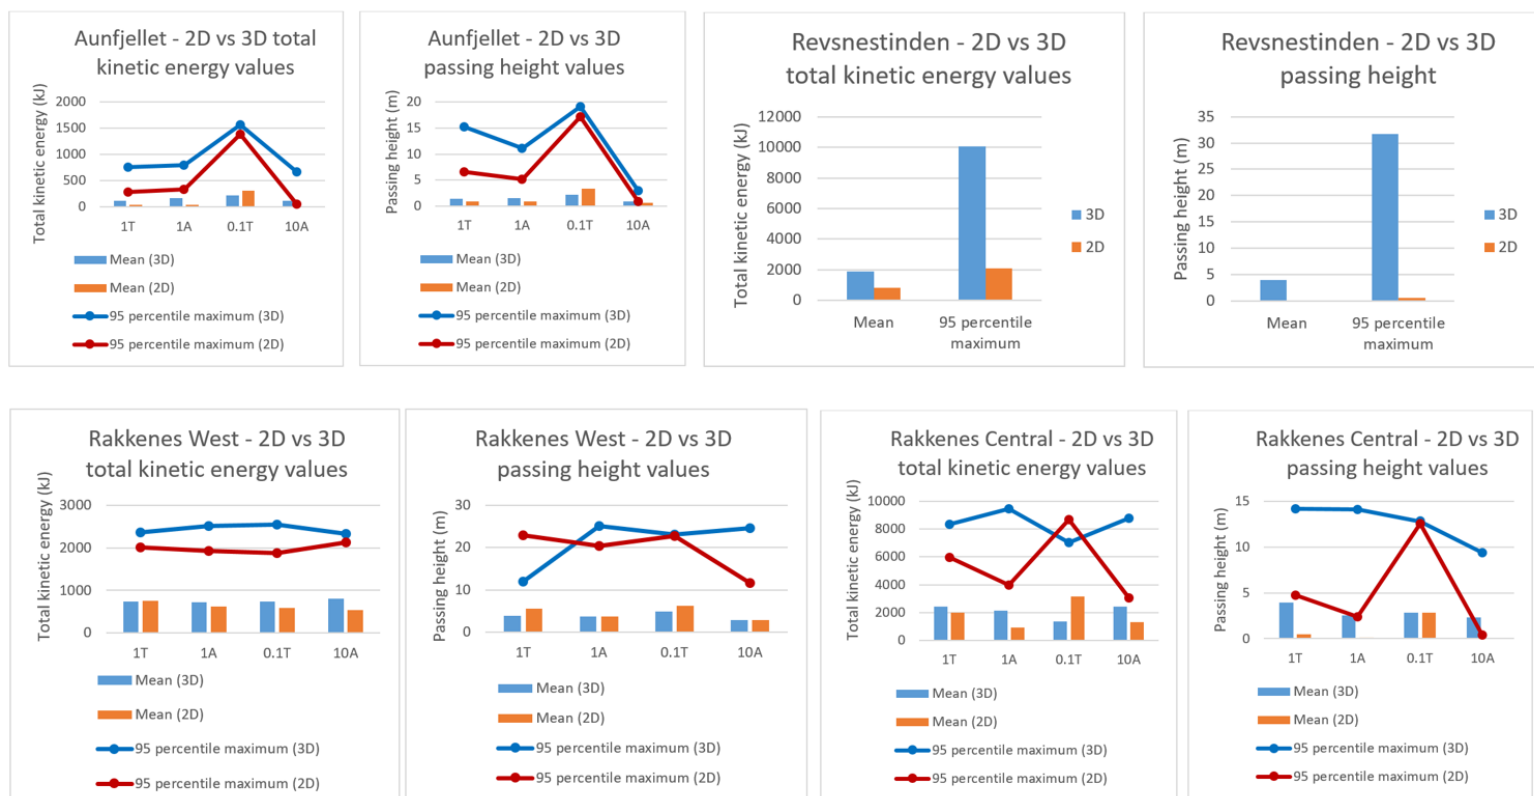 Aunfjellet - 2D vs 3D total
kinetic energy values
Total kinetic energy (kJ)
2000
1500
1000
500
0
1T 1A 0.1T 10A
Mean (3D)
Mean (2D)
95 percentile maximum (3D)
95 percentile maximum (2D)
Aunfjellet - 2D vs 3D
passing height values
Passing height (m)
20
15
10
5
0
1T 1A 0.1T 10A
Mean (3D)
Mean (2D)
95 percentile maximum (3D)
95 percentile maximum (2D)
Revsnestinden - 2D vs 3D
total kinetic energy values
Total kinetic energy (kJ)
12000
10000
8000
6000
4000
2000
0
Mean 95 percentile
maximum
3D
2D
Revsnestinden - 2D vs 3D
passing height
Passing height (m)
35
30
25
20
15
10
5
0
Mean 95 percentile
maximum
3D
2D
Rakkenes West - 2D vs 3D
total kinetic energy values
Total kinetic energy (kJ)
3000
2000
1000
0
1T 1A 0.1T 10A
Mean (3D)
Mean (2D)
95 percentile maximum (3D)
95 percentile maximum (2D)
Rakkenes West - 2D vs 3D
passing height values
Passing height (m)
30
20
10
0
1T 1A 0.1T 10A
Mean (3D)
Mean (2D)
95 percentile maximum (3D)
95 percentile maximum (2D)
Rakkenes Central - 2D vs 3D
total kinetic energy values
Total kinetic energy (kJ)
10000
8000
6000
4000
2000
0
1T 1A 0.1T 10A
Mean (3D)
Mean (2D)
95 percentile maximum (3D)
95 percentile maximum (2D)
Rakkenes Central - 2D vs 3D
passing height values
Passing height (m)
15
10
5
0
1T 1A 0.1T 10A
Mean (3D)
Mean (2D)
95 percentile maximum (3D)
95 percentile maximum (2D)